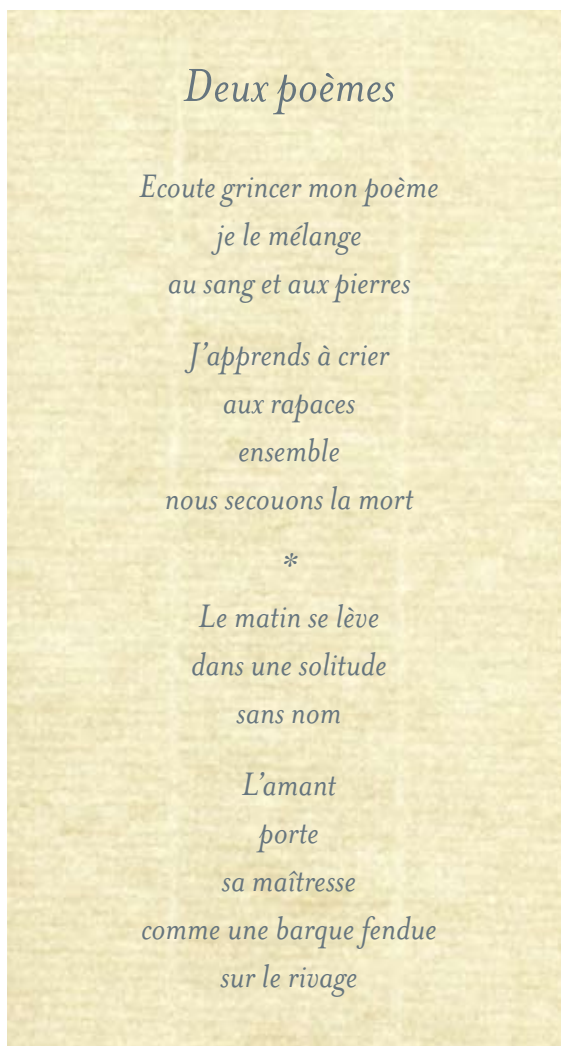 Deux poèmes
Ecoute grincer mon poème
je le mélange
au sang et aux pierres
J’apprends à crier
aux rapaces
ensemble
nous secouons la mort
*
Le matin se lève
dans une solitude
sans nom
L’amant
porte
sa maîtresse
comme une barque fendue
sur le rivage